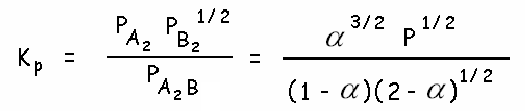 Kₚ = (P_{A₂} P_{B₂}^{1/2}) / (P_{A₂B}) = (α^{3/2} P^{1/2}) / ((1 - α)(2 - α)^{1/2})